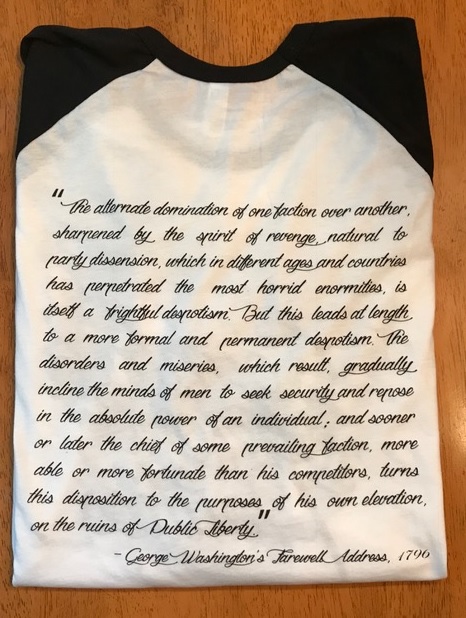 "The alternate domination of one faction over another,
sharpened by the spirit of revenge, natural to
party dissension, which in different ages and countries
has perpetrated the most horrid enormities, is
itself a frightful despotism. But this leads at length
to a more formal and permanent despotism. The
disorders and miseries, which result, gradually
incline the minds of men to seek security and repose
in the absolute power of an individual; and sooner
or later the chief of some prevailing faction, more
able or more fortunate than his competitors, turns
this disposition to the purposes of his own elevation,
on the ruins of Public Liberty."
- George Washington's Farewell Address, 1796